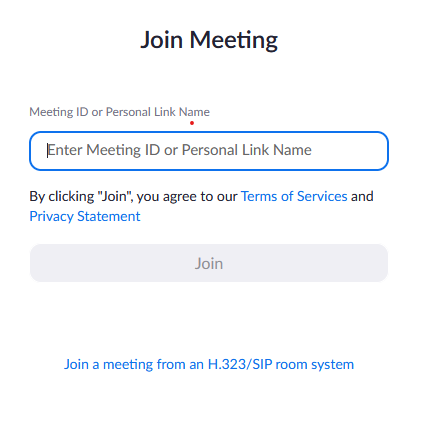 Join Meeting
Meeting ID or Personal Link Name
Enter Meeting ID or Personal Link Name
By clicking "Join", you agree to our Terms of Services and
Privacy Statement
Join
Join a meeting from an H.323/SIP room system